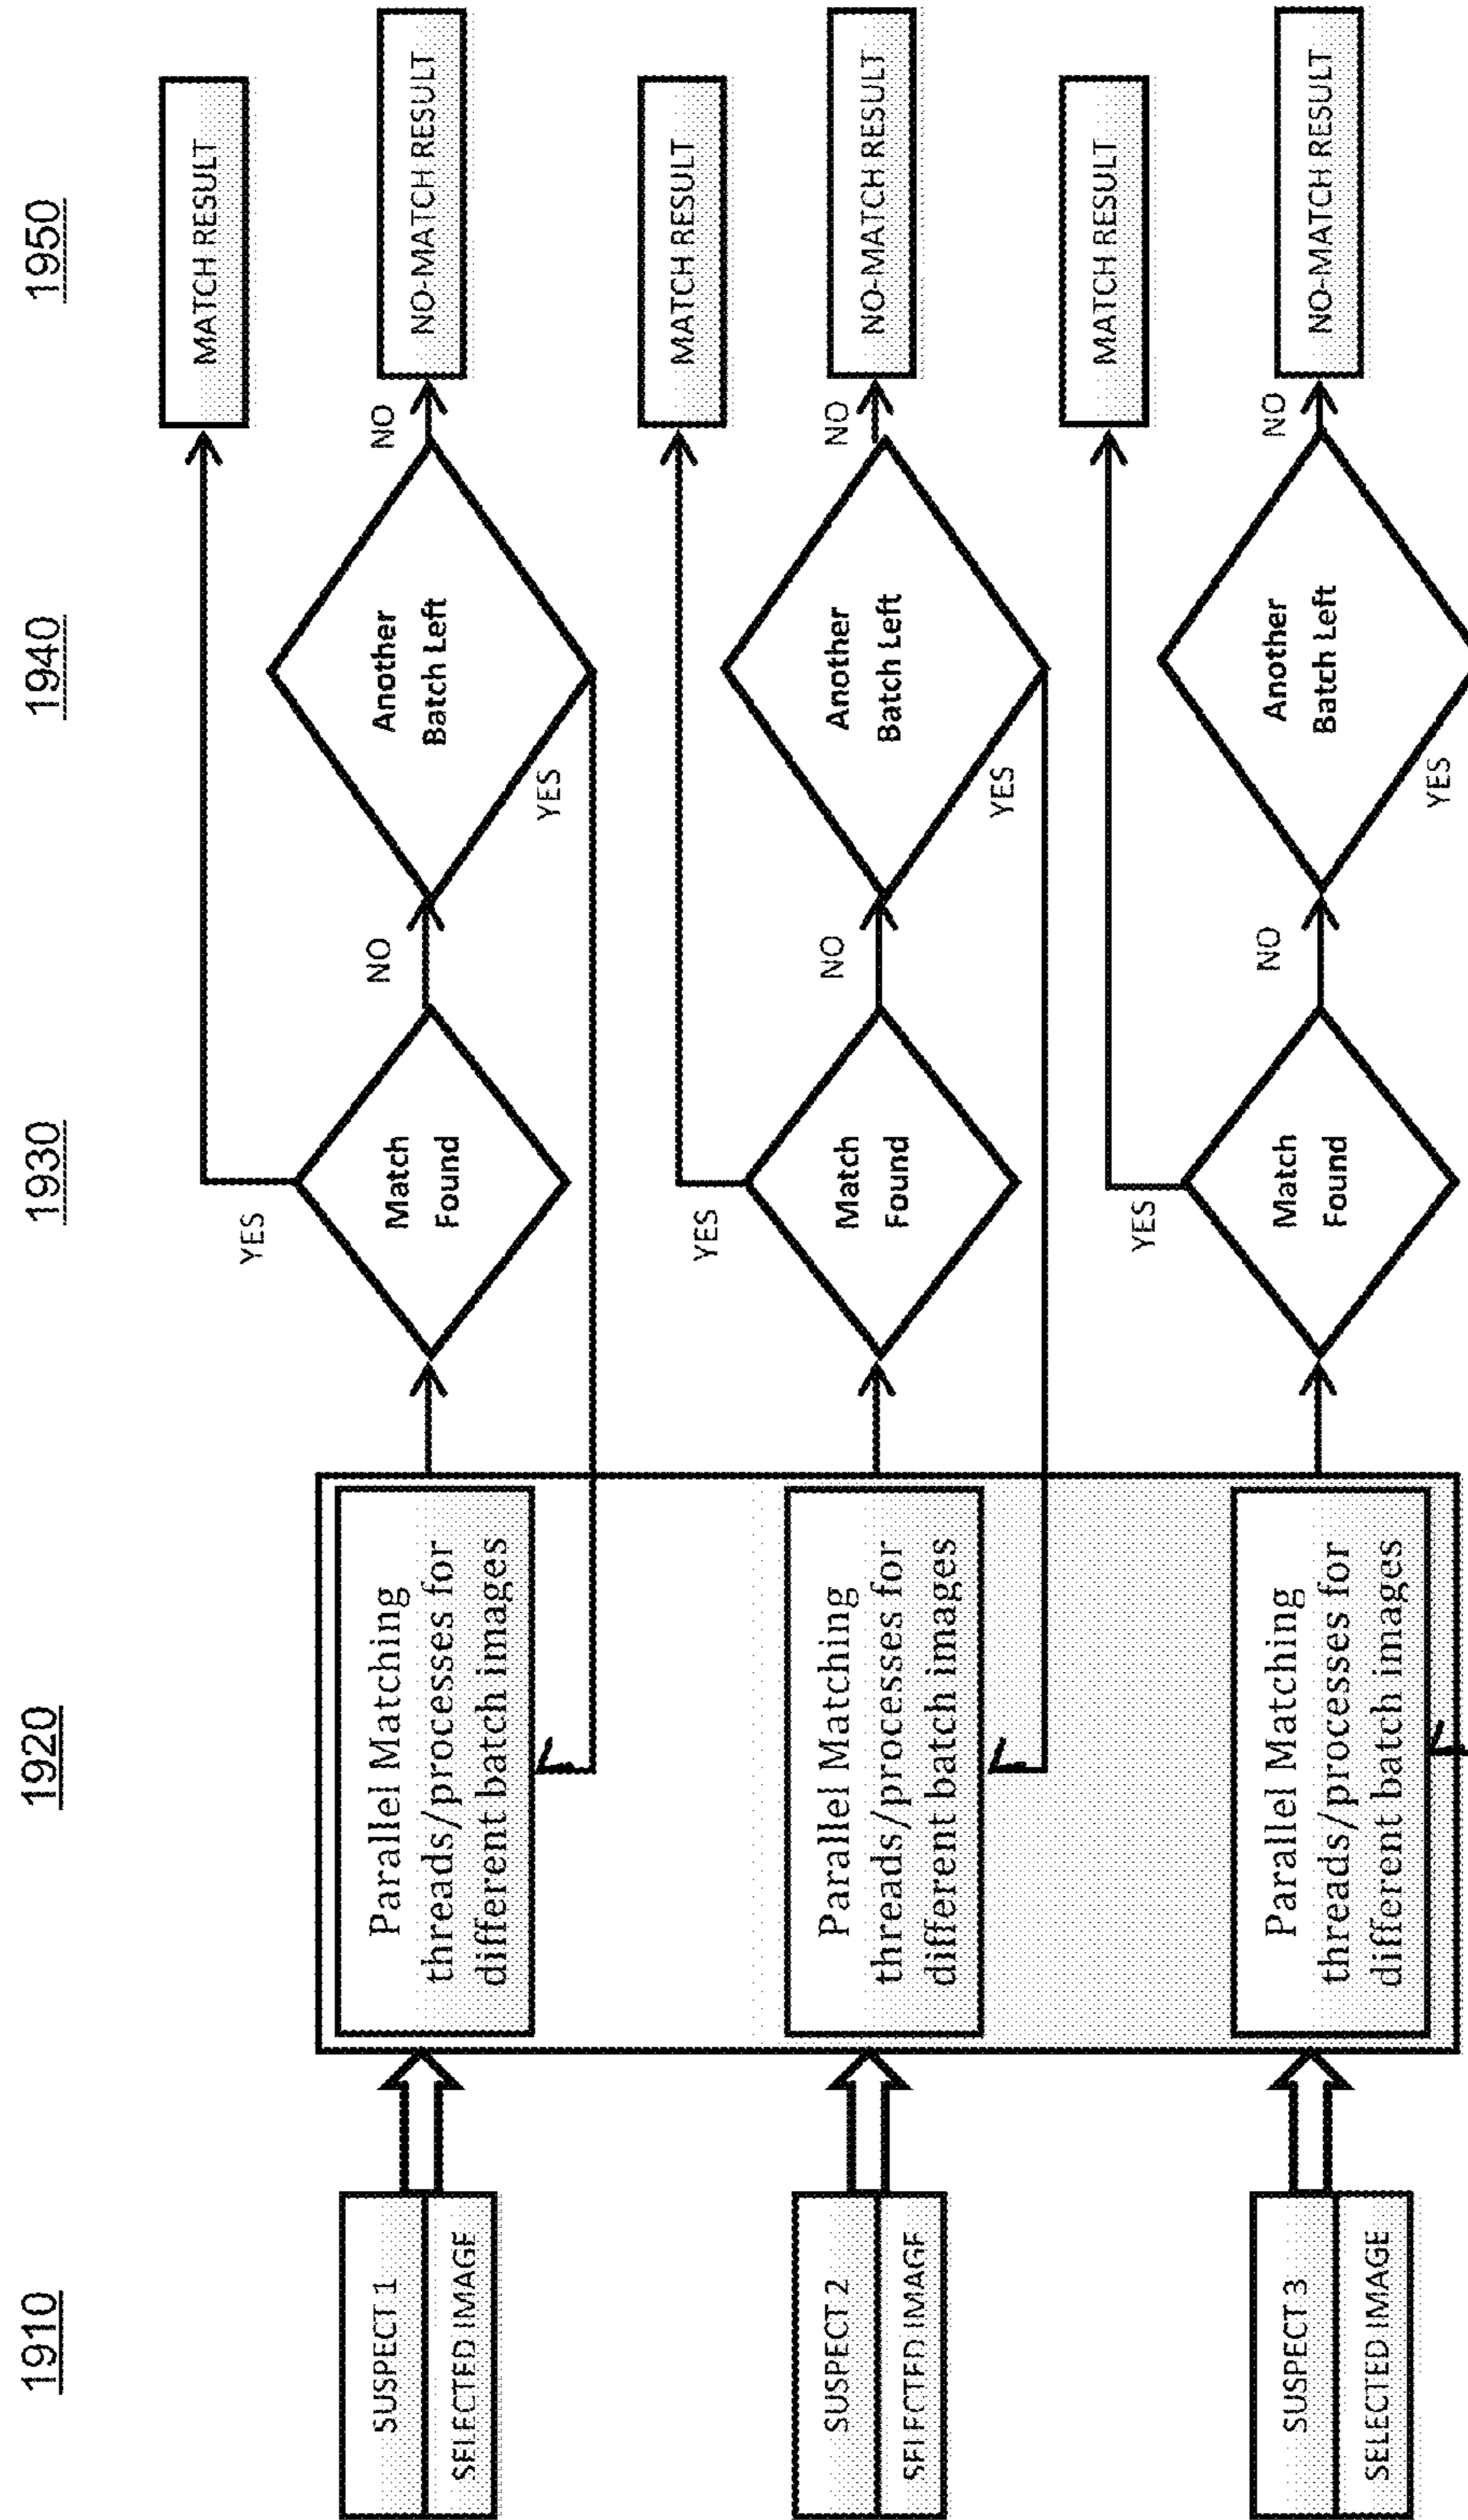 1910
1920
1930
1940
1950
SUSPECT 1
SELECTED IMAGE
Parallel Matching
threads/processes for
different batch images
YES
Match
Found
NO
Another
Batch Left
YES
NO
MATCH RESULT
NO-MATCH RESULT
SUSPECT 2
SELECTED IMAGE
Parallel Matching
threads/processes for
different batch images
YES
Match
Found
NO
Another
Batch Left
YES
NO
MATCH RESULT
NO-MATCH RESULT
SUSPECT 3
SELECTED IMAGE
Parallel Matching
threads/processes for
different batch images
YES
Match
Found
NO
Another
Batch Left
YES
NO
MATCH RESULT
NO-MATCH RESULT